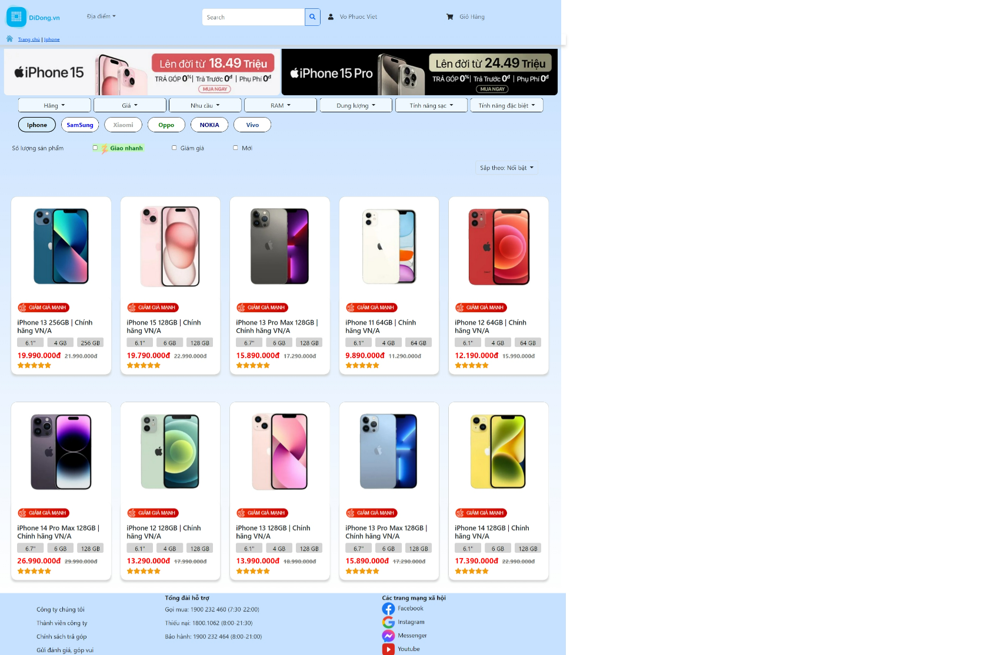 DiDong.vn
Địa điểm
Search
Vo Phuoc Viet
Giỏ Hàng
Trang chủ | Iphone
iPhone 15
Lên đời từ 18.49 Triệu
TRẢ GÓP 0% | Trả Trước 0đ | Phụ Phí 0đ
MUA NGAY
iPhone 15 Pro
Lên đời từ 24.49 Triệu
TRẢ GÓP 0% | Trả Trước 0đ | Phụ Phí 0đ
MUA NGAY
Hãng
Giá
Nhu cầu
RAM
Dung lượng
Tính năng sạc
Tính năng đặc biệt
Iphone
SamSung
Xiaomi
Oppo
NOKIA
Vivo
Số lượng sản phẩm
Giao nhanh
Giảm giá
Mới
Sắp theo: Nổi bật
GIẢM GIÁ MẠNH
iPhone 13 256GB | Chính
hãng VN/A
6.1" 4 GB 256 GB
19.990.000đ 21.990.000đ
GIẢM GIÁ MẠNH
iPhone 15 128GB | Chính
hãng VN/A
6.1" 6 GB 128 GB
19.790.000đ 22.990.000đ
GIẢM GIÁ MẠNH
iPhone 13 Pro Max 128GB |
Chính hãng VN/A
6.7" 6 GB 128 GB
15.890.000đ 17.290.000đ
GIẢM GIÁ MẠNH
iPhone 11 64GB | Chính
hãng VN/A
6.1" 4 GB 64 GB
9.890.000đ 11.290.000đ
GIẢM GIÁ MẠNH
iPhone 12 64GB | Chính
hãng VN/A
6.1" 4 GB 64 GB
12.190.000đ 15.990.000đ
GIẢM GIÁ MẠNH
iPhone 14 Pro Max 128GB |
Chính hãng VN/A
6.7" 6 GB 128 GB
26.990.000đ 29.990.000đ
GIẢM GIÁ MẠNH
iPhone 12 128GB | Chính
hãng VN/A
6.1" 4 GB 128 GB
13.290.000đ 17.990.000đ
GIẢM GIÁ MẠNH
iPhone 13 128GB | Chính
hãng VN/A
6.1" 4 GB 128 GB
13.990.000đ 18.990.000đ
GIẢM GIÁ MẠNH
iPhone 13 Pro Max 128GB |
Chính hãng VN/A
6.7" 6 GB 128 GB
15.890.000đ 17.290.000đ
GIẢM GIÁ MẠNH
iPhone 14 128GB | Chính
hãng VN/A
6.1" 6 GB 128 GB
17.390.000đ 22.990.000đ
Công ty chúng tôi
Thành viên công ty
Chính sách trả góp
Gửi đánh giá, góp vui
Tổng đài hỗ trợ
Gọi mua: 1900 232 460 (7:30-22:00)
Thiếu nại: 1800.1062 (8:00-21:30)
Bảo hành: 1900 232 464 (8:00-21:00)
Các trang mạng xã hội
Facebook
Instagram
Messenger
Youtube